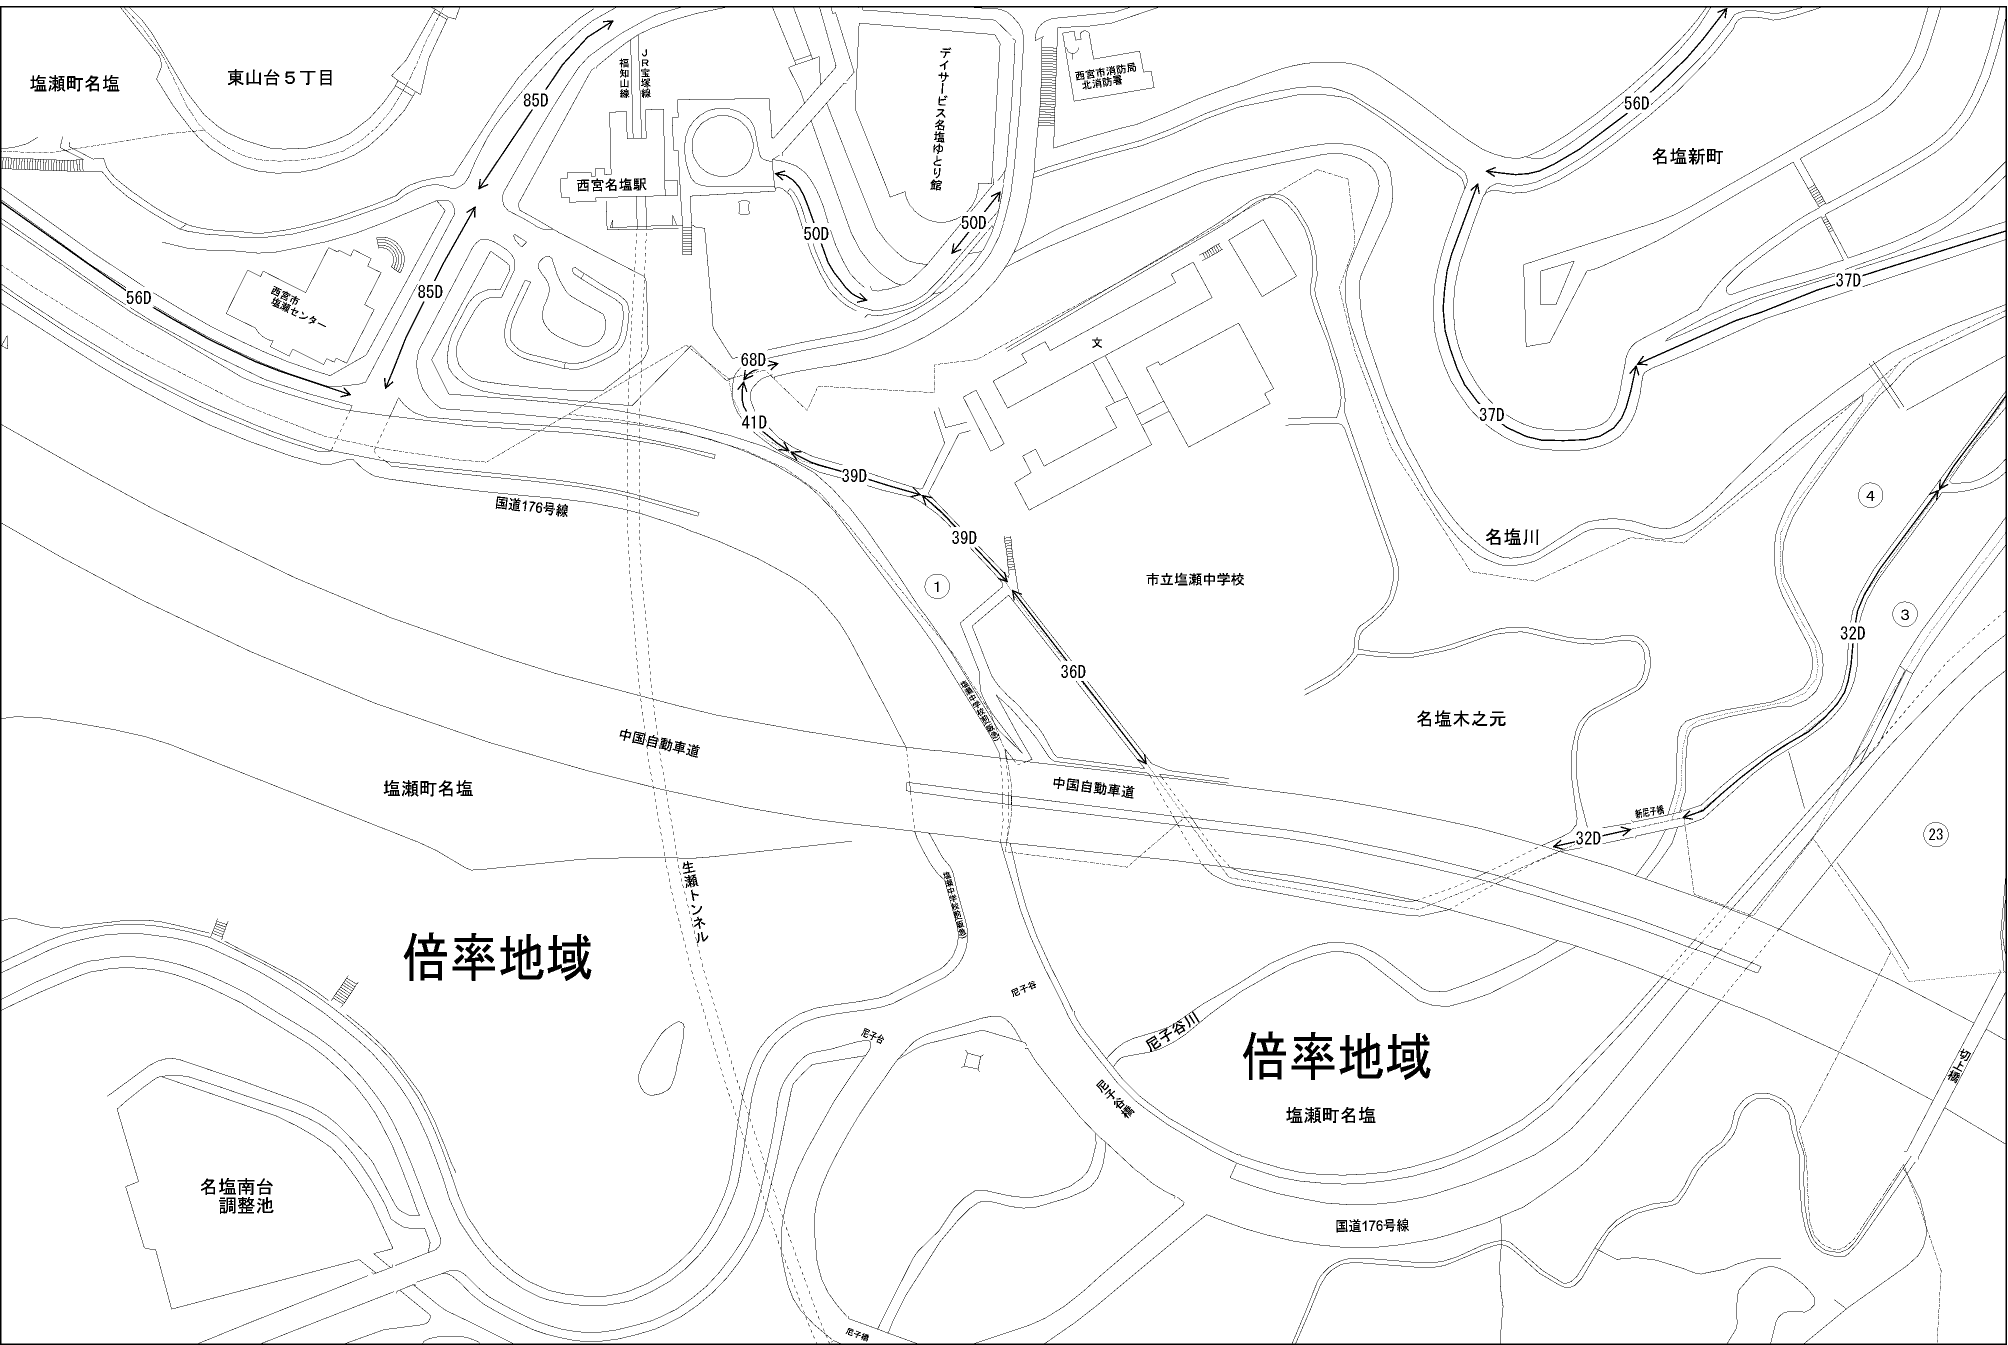 塩瀬町名塩
東山台5丁目
85D
福知山線
JR宝塚線
デイサービス名塩ゆとり館
西宮市消防局
北消防署
56D
名塩新町
西宮名塩駅
50D
50D
56D
85D
西宮市
塩瀬センター
37D
68D
文
41D
37D
39D
国道176号線
4
39D
名塩川
1
市立塩瀬中学校
3
32D
36D
名塩木之元
中国自動車道
塩瀬町名塩
中国自動車道
新尼子橋
32D
23
生瀬トンネル
倍率地域
尼子谷
尼子台
尼子谷川
倍率地域
尼子谷橋
塩瀬町名塩
名塩南台
調整池
国道176号線
尼子橋